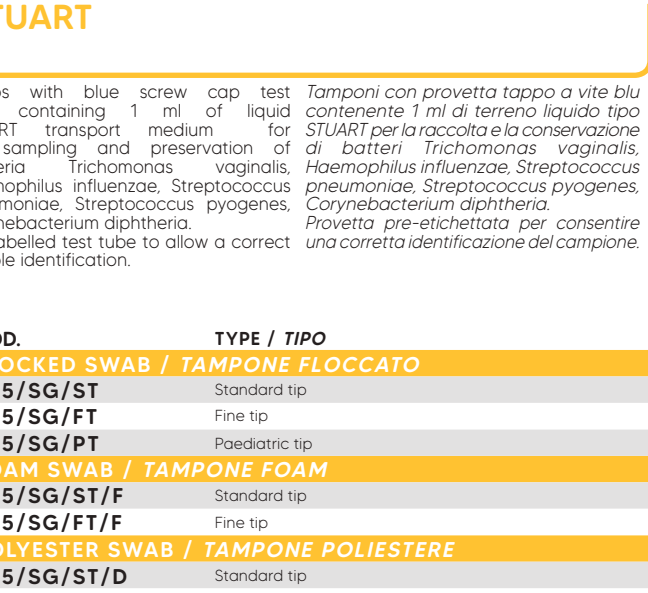 TUART
s with blue screw cap test
containing 1 ml of liquid
RT transport medium for
sampling and preservation of
eria Trichomonas vaginalis,
mophilus influenzae, Streptococcus
moniae, Streptococcus pyogenes,
nebacterium diphtheria.
abelled test tube to allow a correct
le identification.
Tamponi con provetta tappo a vite blu
contenente 1 ml di terreno liquido tipo
STUART per la raccolta e la conservazione
di batteri Trichomonas vaginalis,
Haemophilus influenzae, Streptococcus
pneumoniae, Streptococcus pyogenes,
Corynebacterium diphtheria.
Provetta pre-etichettata per consentire
una corretta identificazione del campione.
OD. TYPE / TIPO
OCKED SWAB / TAMPONE FLOCCATO
5/SG/ST Standard tip
5/SG/FT Fine tip
5/SG/PT Paediatric tip
OAM SWAB / TAMPONE FOAM
5/SG/ST/F Standard tip
5/SG/FT/F Fine tip
OLYESTER SWAB / TAMPONE POLIESTERE
5/SG/ST/D Standard tip